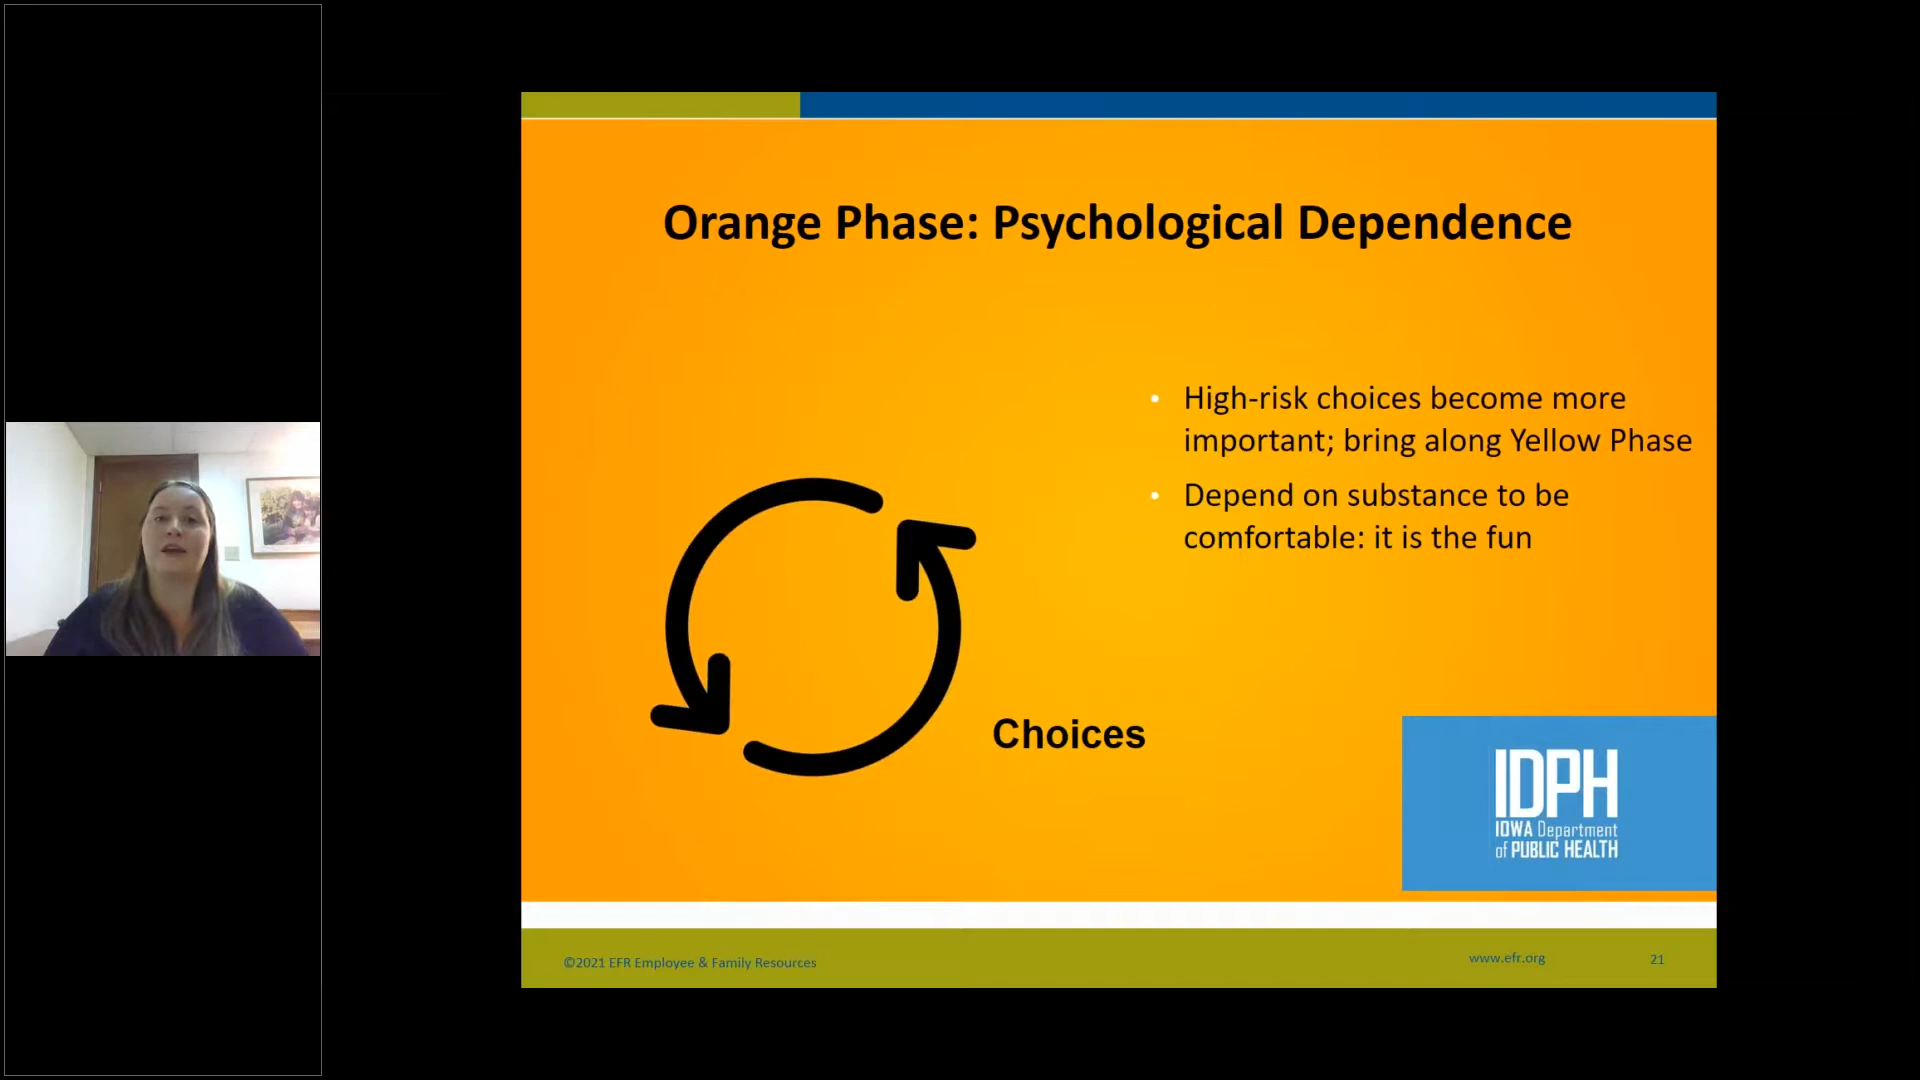 Orange Phase: Psychological Dependence
• High-risk choices become more
important; bring along Yellow Phase
• Depend on substance to be
comfortable: it is the fun
Choices
IDPH
IOWA Department
of PUBLIC HEALTH
©2021 EFR Employee & Family Resources
www.efr.org
21